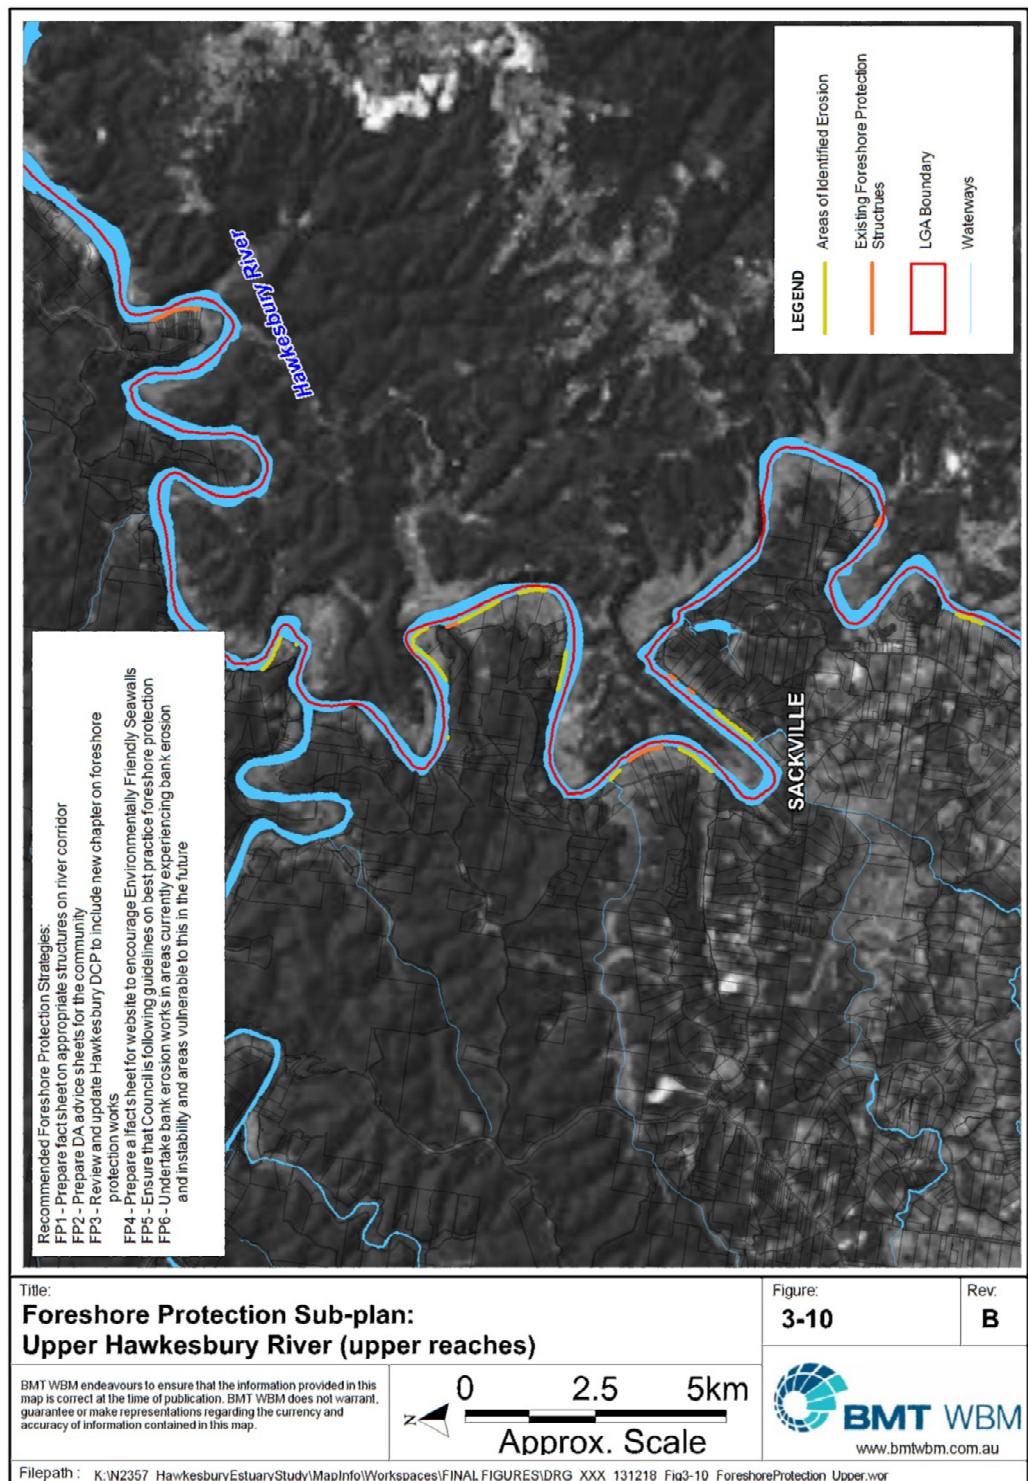 LEGEND
Areas of Identified Erosion
Existing Foreshore Protection
Structrues
LGA Boundary
Waterways
Hawkesbury River
SACKVILLE
Recommended Foreshore Protection Strategies:
FP1 - Prepare fact sheet on appropriate structures on river corridor
FP2 - Prepare DA advice sheets for the community
FP3 - Review and update Hawkesbury DCP to include new chapter on foreshore
protection works
FP4 - Prepare a fact sheet for website to encourage Environmentally Friendly Seawalls
FP5 - Ensure that Council is following guidelines on best practice foreshore protection
FP6 - Undertake bank erosion works in areas currently experiencing bank erosion
and instability and areas vulnerable to this in the future
Title:
Foreshore Protection Sub-plan:
Upper Hawkesbury River (upper reaches)
Figure:
3-10
Rev:
B
BMT WBM endeavours to ensure that the information provided in this
map is correct at the time of publication. BMT WBM does not warrant,
guarantee or make representations regarding the currency and
accuracy of information contained in this map.
N
0 2.5 5km
Approx. Scale
BMT WBM
www.bmtwbm.com.au
Filepath : K:\N2357_HawkesburyEstuaryStudy\MapInfo\Workspaces\FINAL FIGURES\DRG_XXX_131218_Fig3-10_ForeshoreProtection_Upper.wor